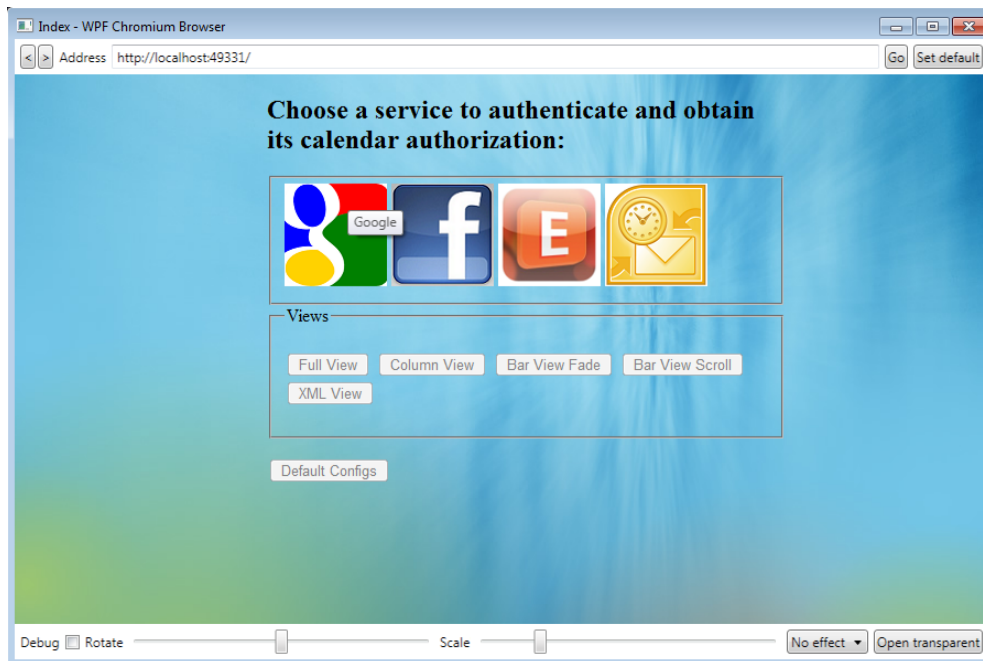 Index - WPF Chromium Browser
< > Address http://localhost:49331/ Go Set default
Choose a service to authenticate and obtain
its calendar authorization:
Google
f E
Views
Full View Column View Bar View Fade Bar View Scroll
XML View
Default Configs
Debug Rotate Scale No effect Open transparent